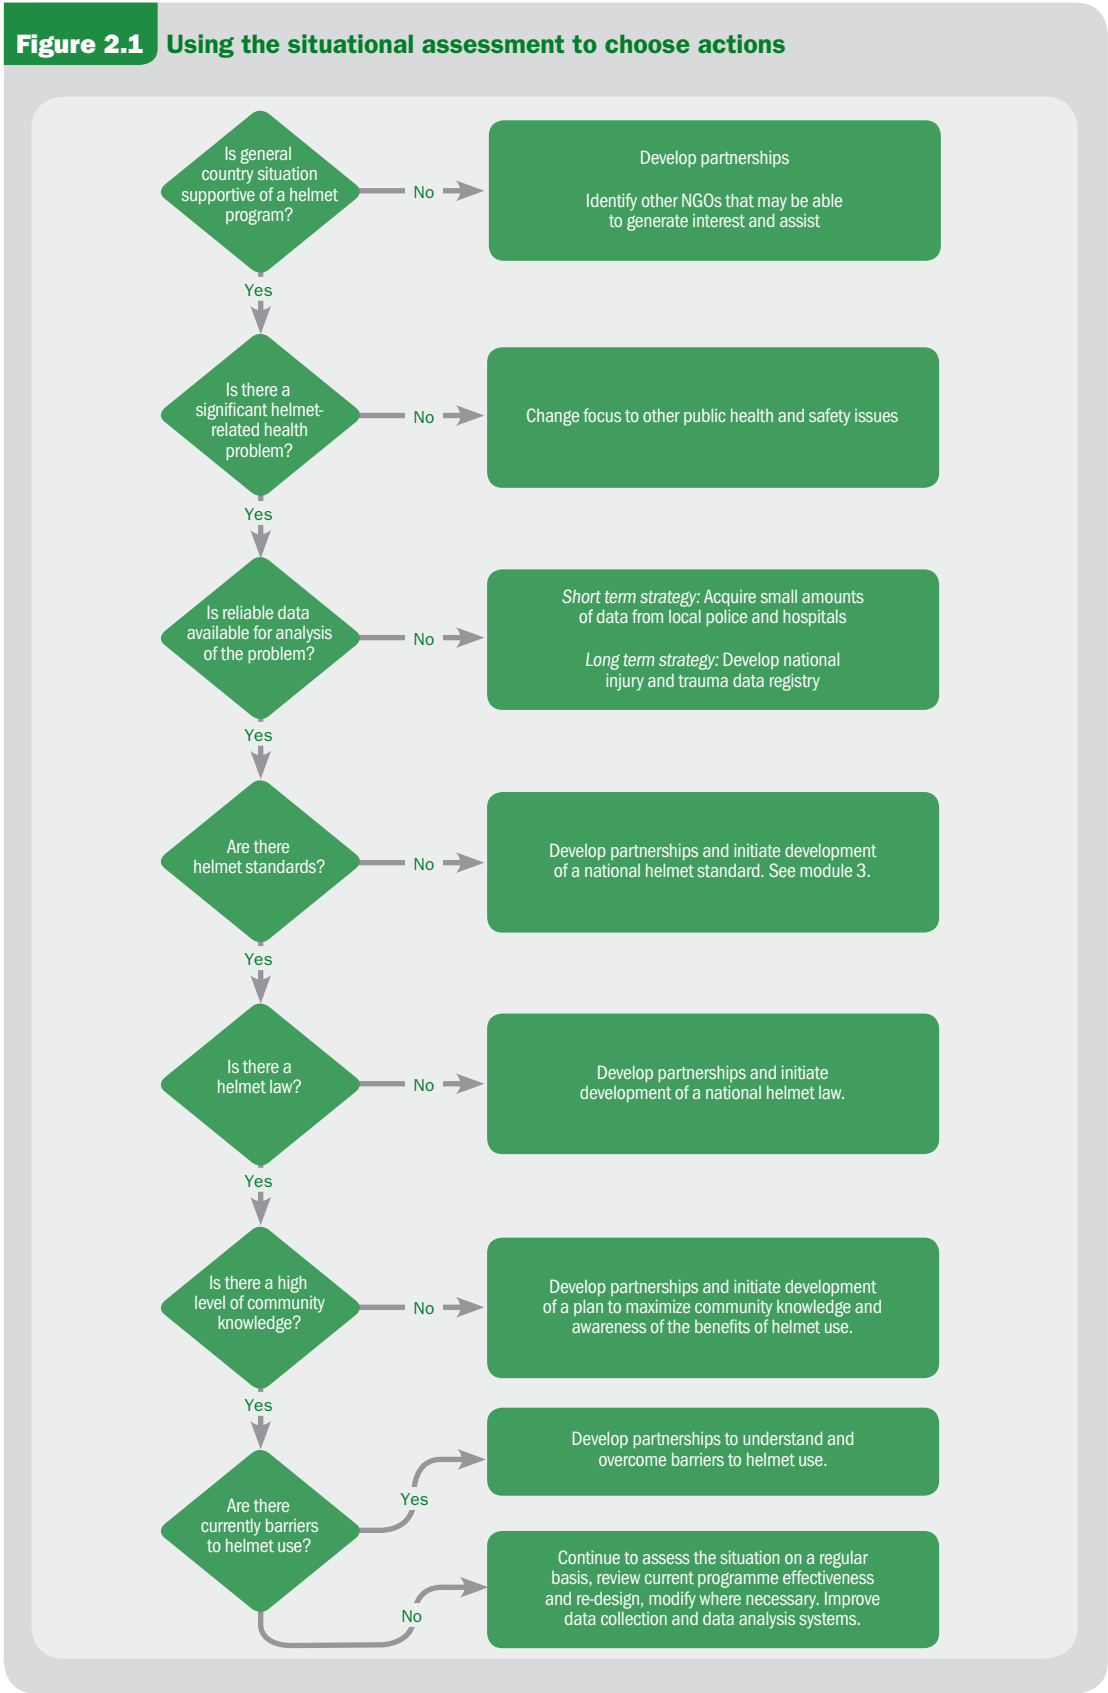 Figure 2.1 Using the situational assessment to choose actions
Is general
country situation
supportive of a helmet
program?
No
Develop partnerships
Identify other NGOs that may be able
to generate interest and assist
Yes
Is there a
significant helmet-
related health
problem?
No
Change focus to other public health and safety issues
Yes
Is reliable data
available for analysis
of the problem?
No
Short term strategy: Acquire small amounts
of data from local police and hospitals
Long term strategy: Develop national
injury and trauma data registry
Yes
Are there
helmet standards?
No
Develop partnerships and initiate development
of a national helmet standard. See module 3.
Yes
Is there a
helmet law?
No
Develop partnerships and initiate
development of a national helmet law.
Yes
Is there a high
level of community
knowledge?
No
Develop partnerships and initiate development
of a plan to maximize community knowledge and
awareness of the benefits of helmet use.
Yes
Are there
currently barriers
to helmet use?
Yes
Develop partnerships to understand and
overcome barriers to helmet use.
No
Continue to assess the situation on a regular
basis, review current programme effectiveness
and re-design, modify where necessary. Improve
data collection and data analysis systems.